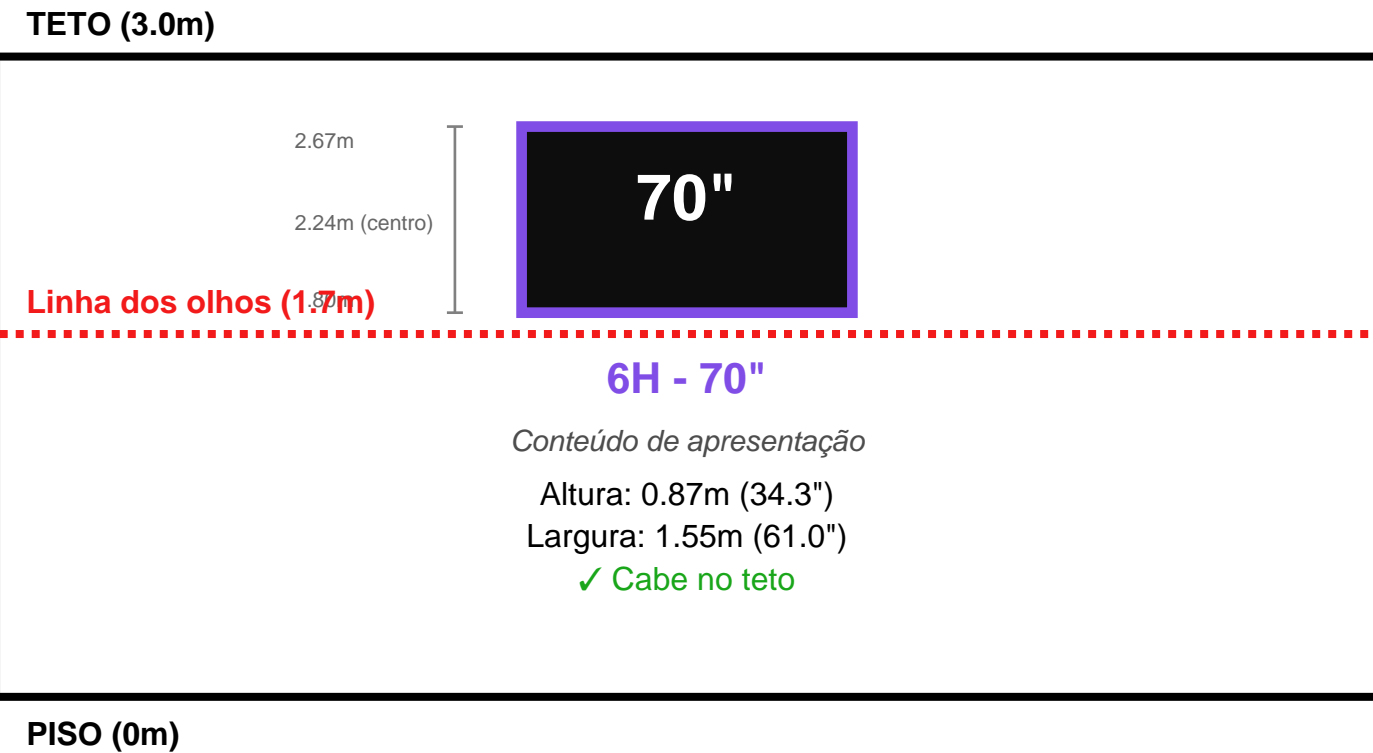 TETO (3.0m)
2.67m
70"
2.24m (centro)
Linha dos olhos (1.7m)
6H - 70"
Conteúdo de apresentação
Altura: 0.87m (34.3")
Largura: 1.55m (61.0")
✓ Cabe no teto
PISO (0m)